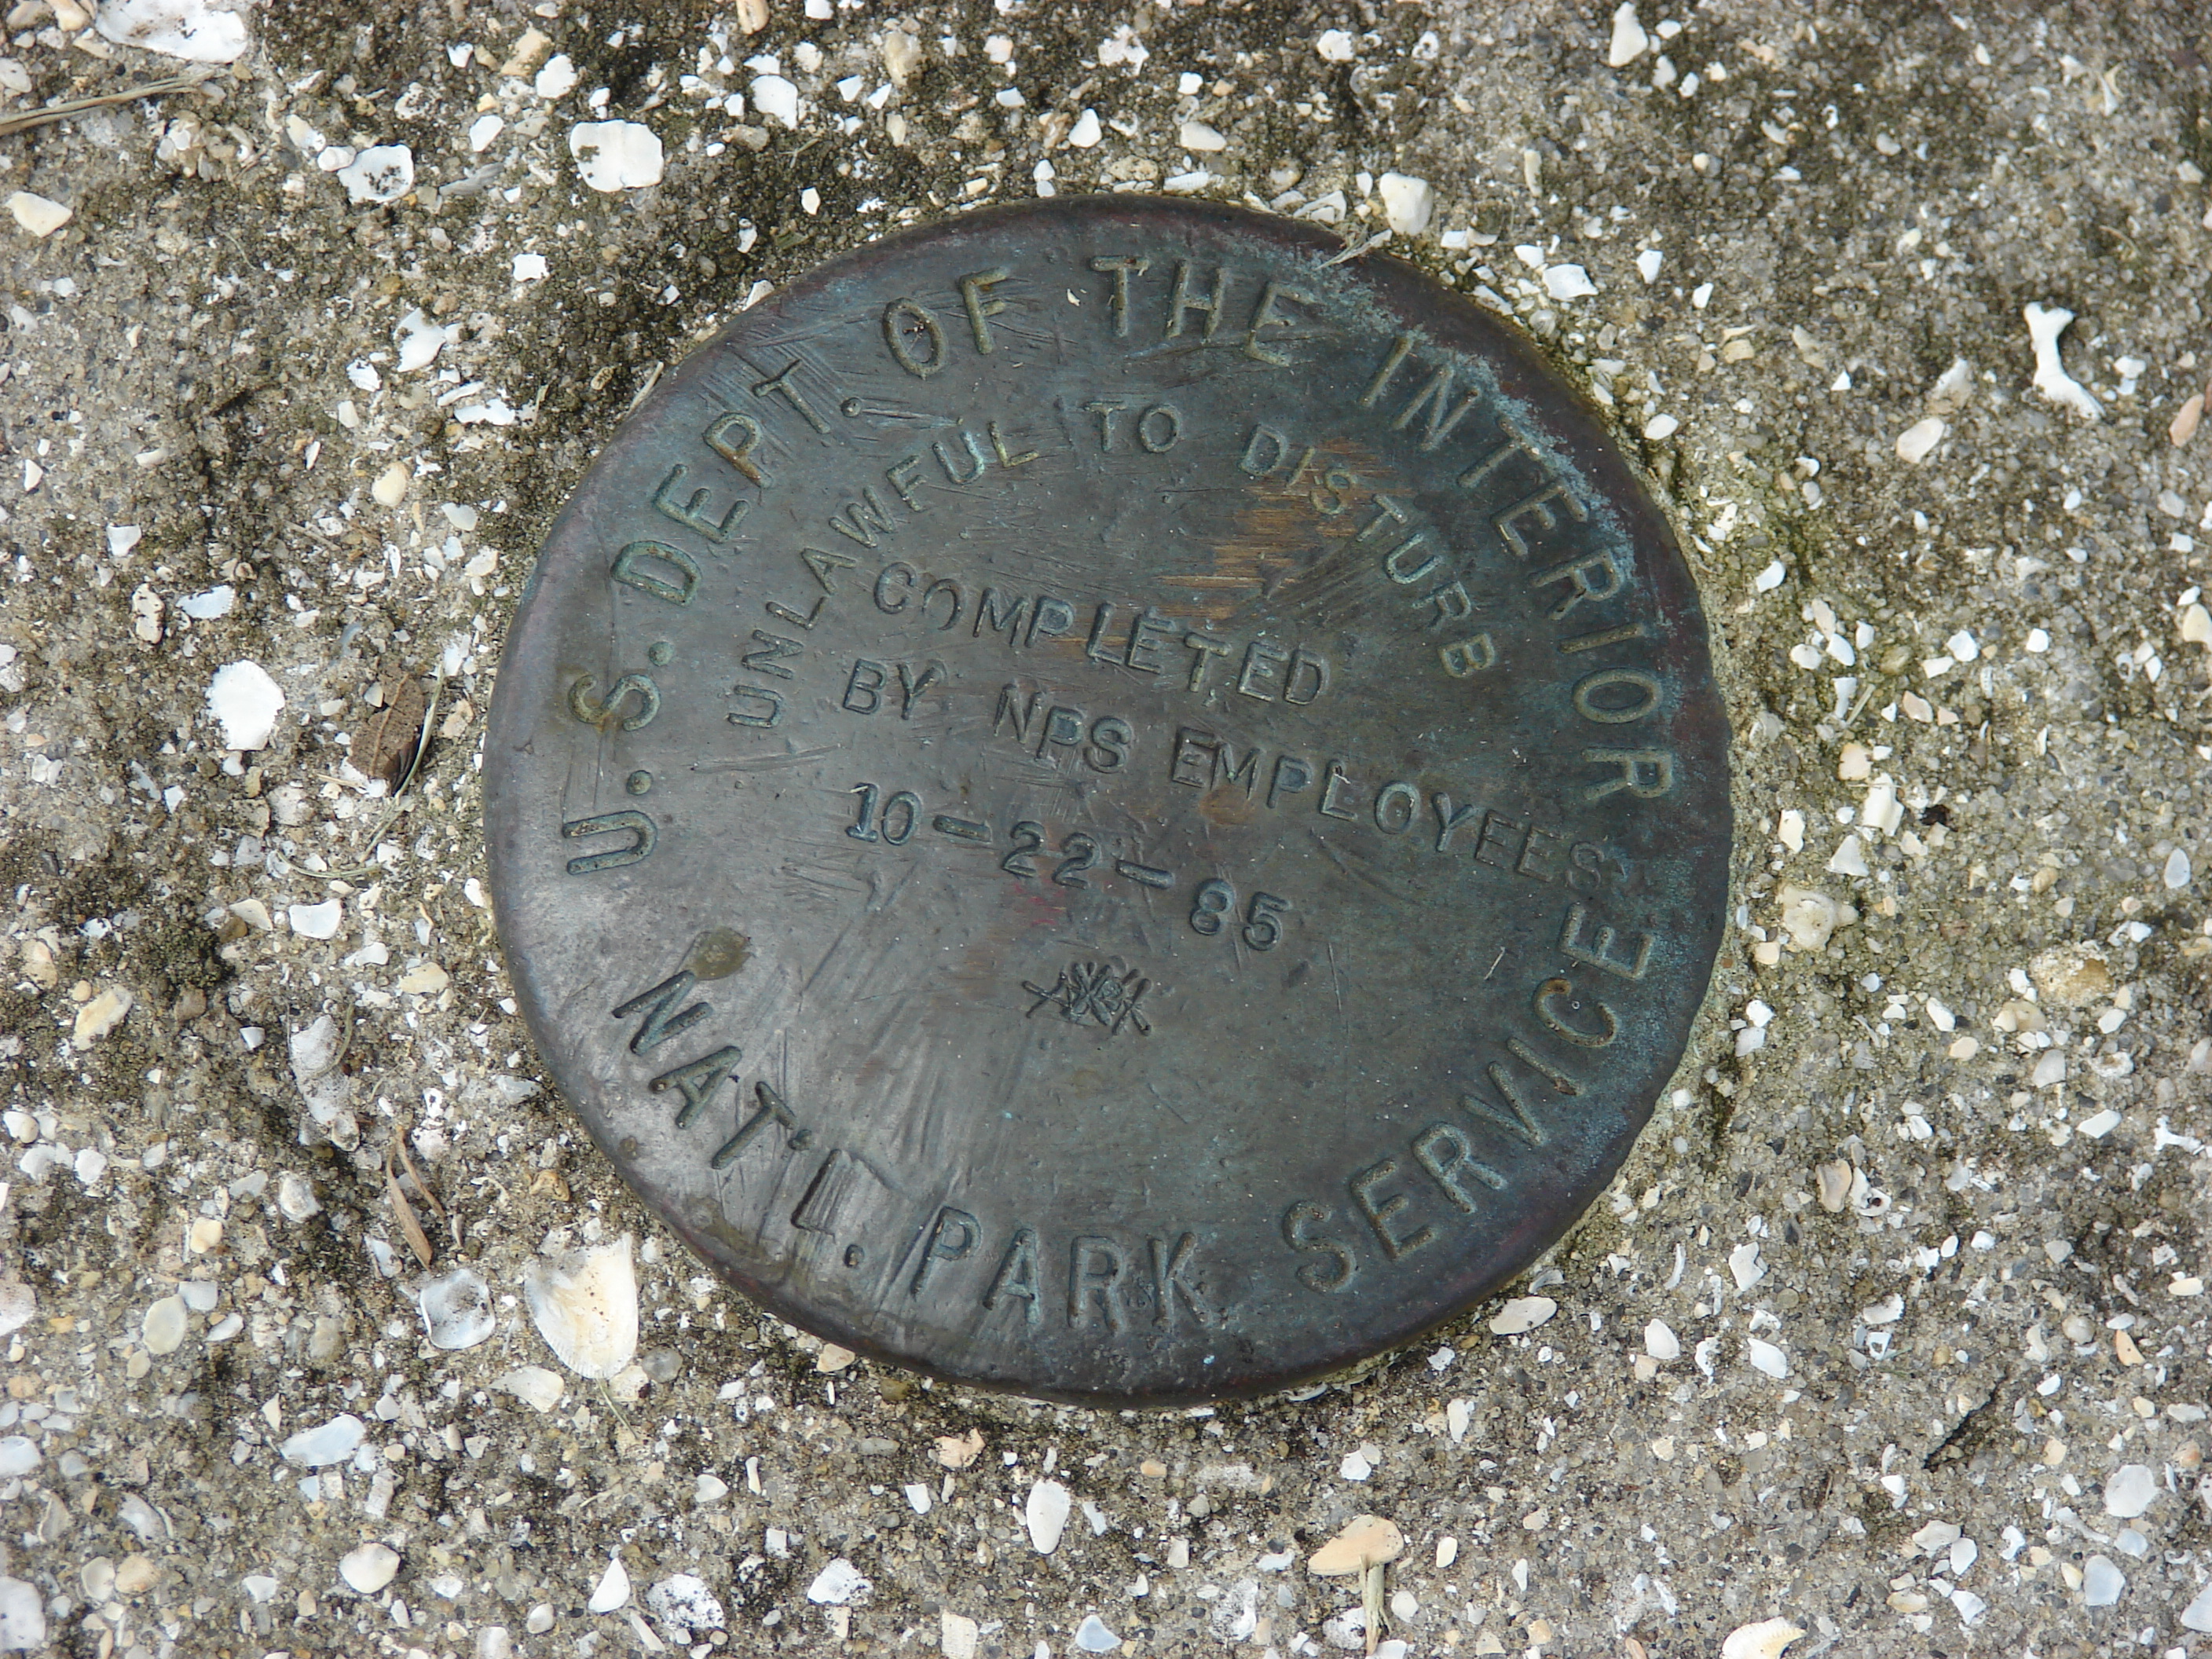 U.S. DEPT. OF THE INTERIOR
UNLAWFUL TO DISTURB
COMPLETED
BY NPS EMPLOYEES
10-22-85
NAT'L. PARK SERVICE